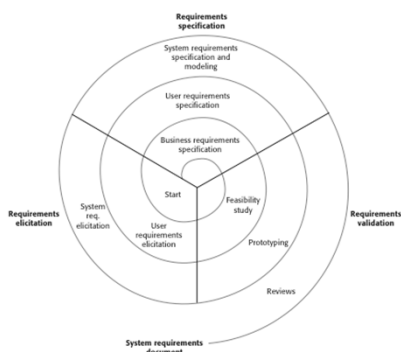 Requirements
specification
System requirements
specification and
modeling
User requirements
specification
Business requirements
specification
Start
Feasibility
study
System
req.
elicitation
User
requirements
elicitation
Requirements
elicitation
Requirements
validation
Prototyping
Reviews
System requirements
document